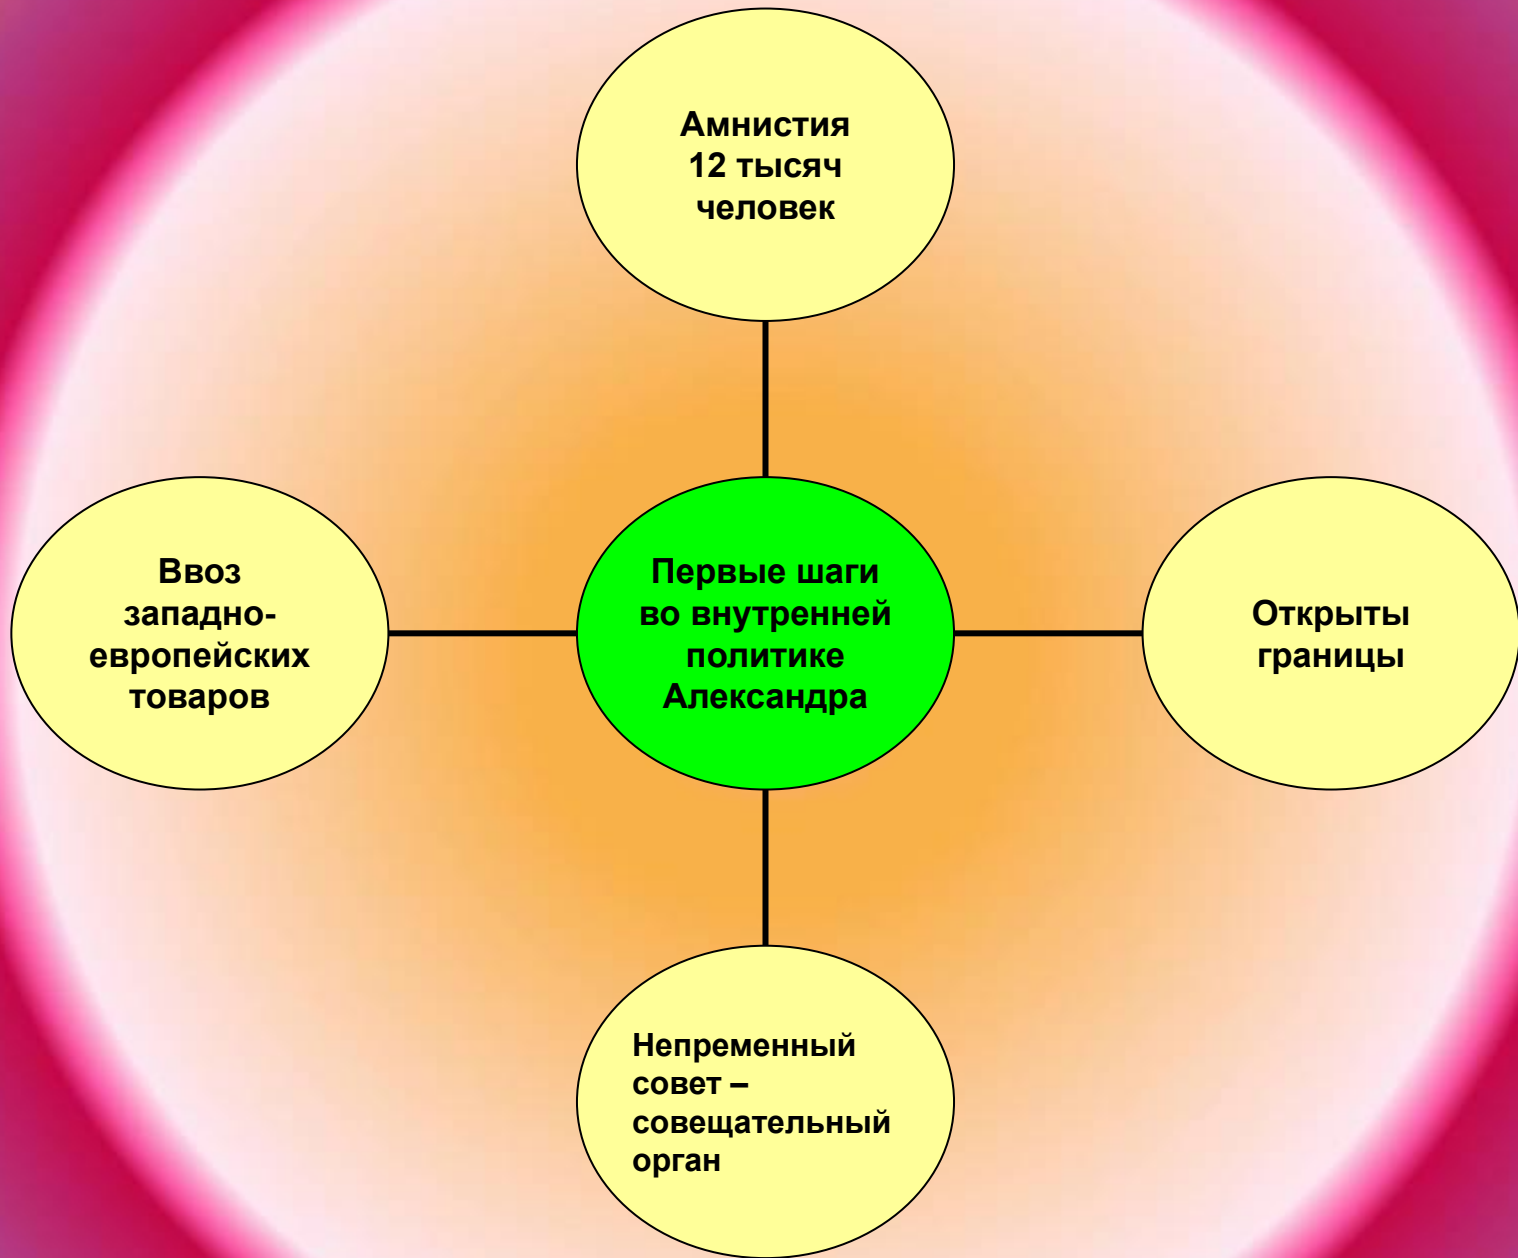 Амнистия
12 тысяч
человек
Ввоз
западно-
европейских
товаров
Первые шаги
во внутренней
политике
Александра
Открыты
границы
Непременный
совет –
совещательный
орган